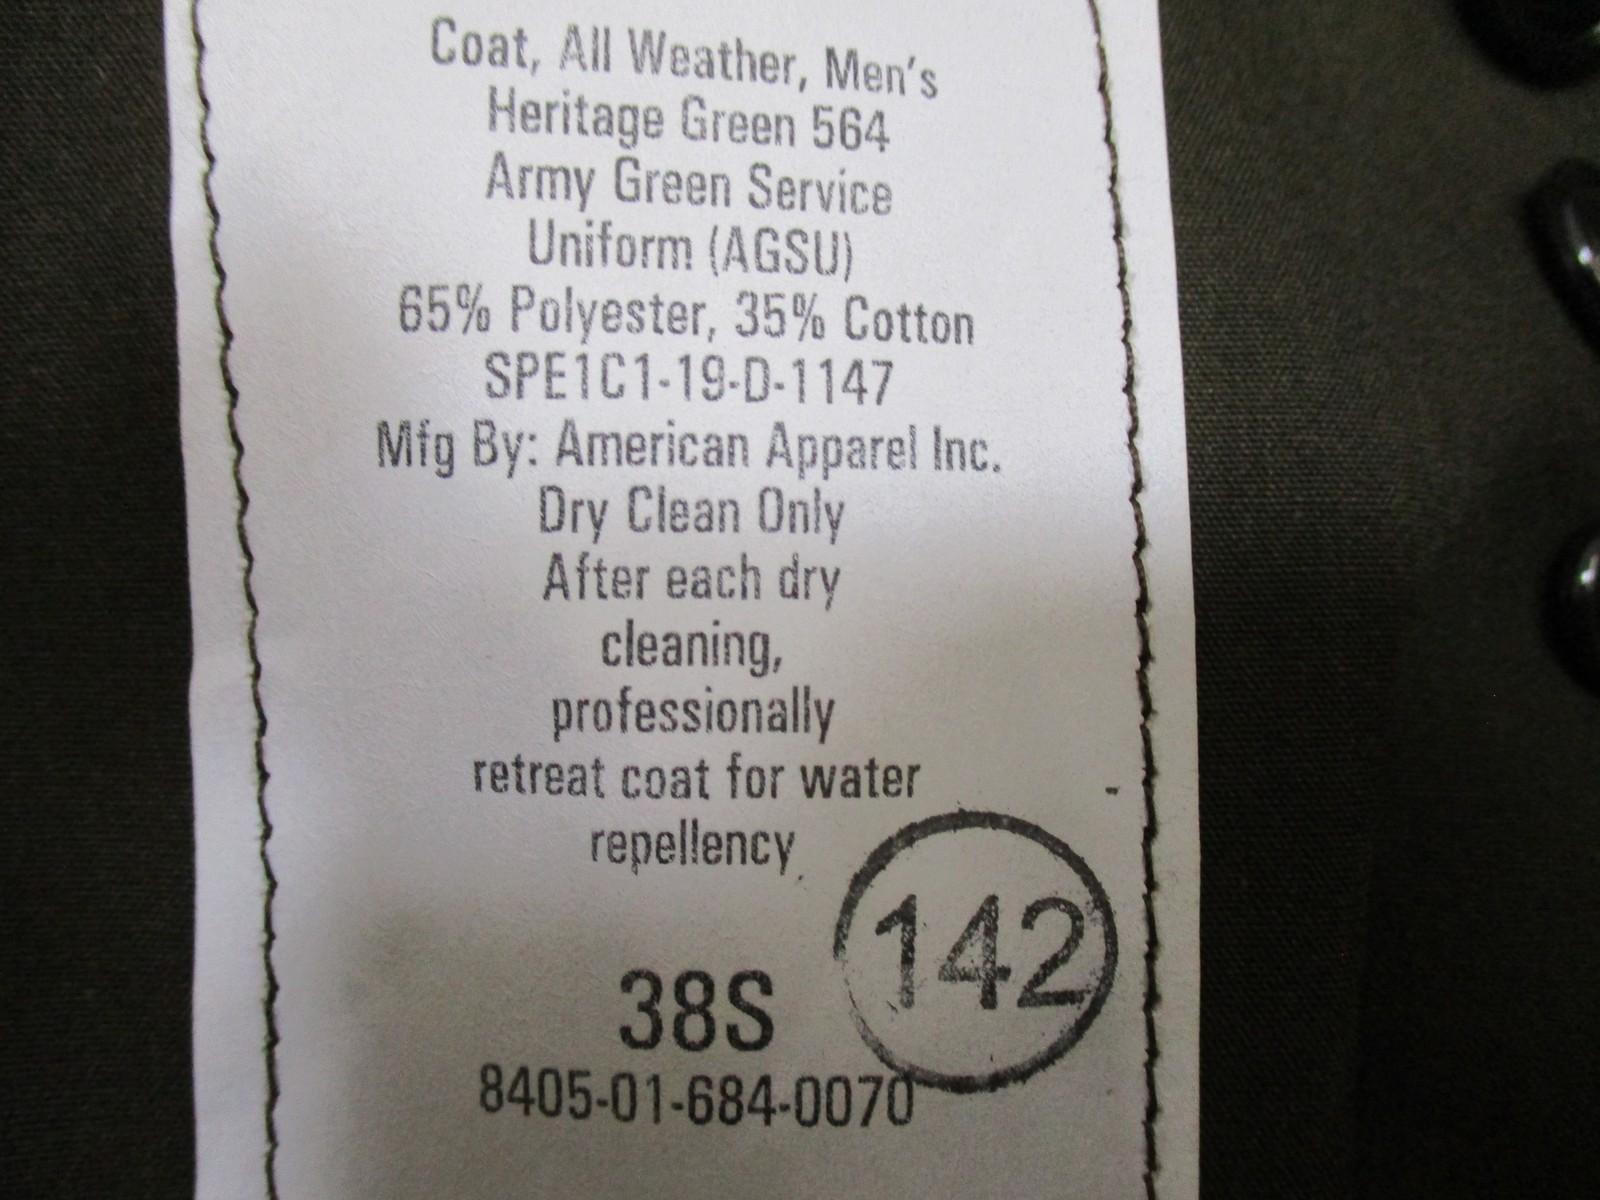 Coat, All Weather, Men's
Heritage Green 564
Army Green Service
Uniform (AGSU)
65% Polyester, 35% Cotton
SPE1C1-19-D-1147
Mfg By: American Apparel Inc.
Dry Clean Only
After each dry
cleaning,
professionally
retreat coat for water
repellency
142
38S
8405-01-684-0070